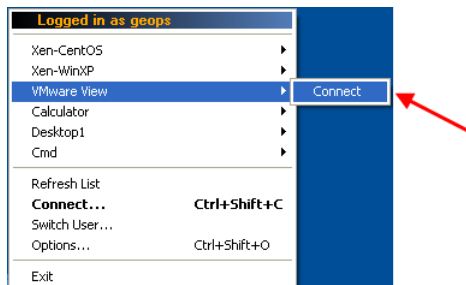 Logged in as geops
Xen-CentOS
Xen-WinXP
VMware View
Connect
Calculator
Desktop1
Cmd
Refresh List
Connect... Ctrl+Shift+C
Switch User...
Options... Ctrl+Shift+O
Exit